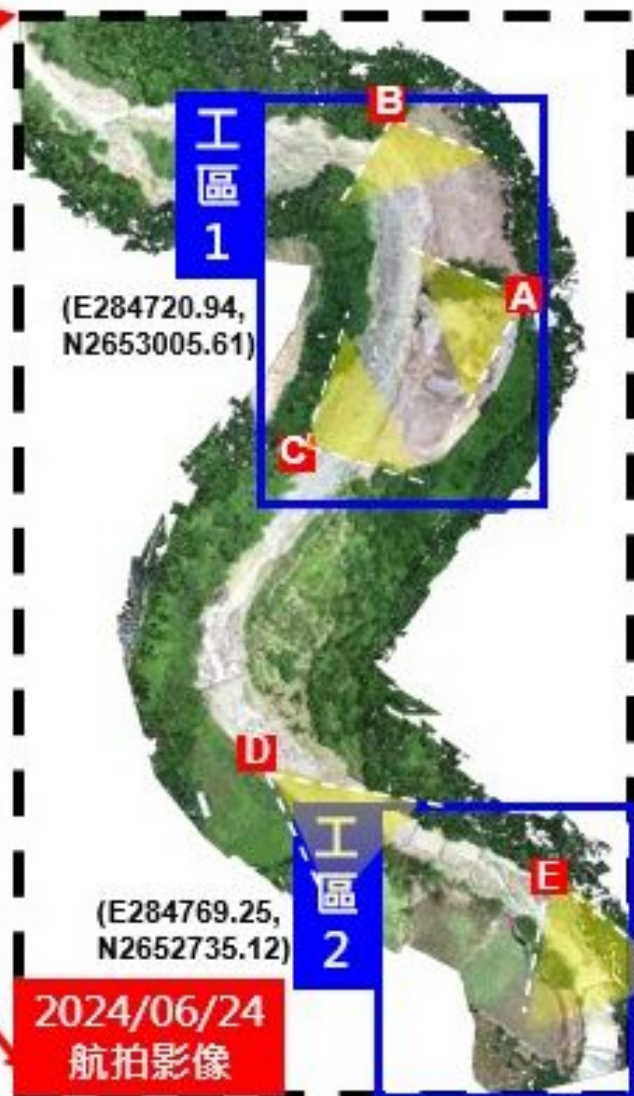 B
工
區
1
A
(E284720.94,
N2653005.61)
C
D
工
區
2
E
(E284769.25,
N2652735.12)
2024/06/24
航拍影像